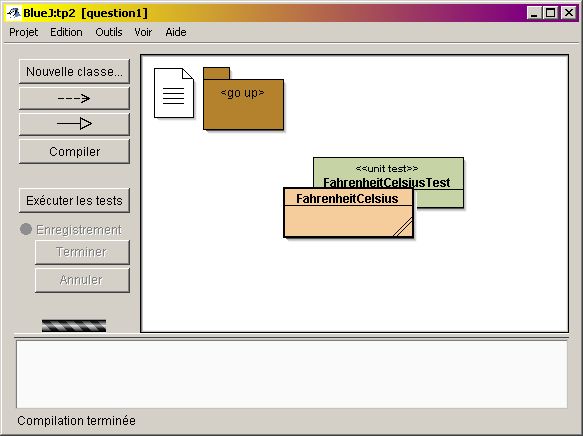 BlueJ:tp2 [question1]
Projet Edition Outils Voir Aide
Nouvelle classe...
Compiler
Exécuter les tests
Enregistrement
Terminer
Annuler
<go up>
<<unit test>>
FahrenheitCelsiusTest
FahrenheitCelsius
Compilation terminée